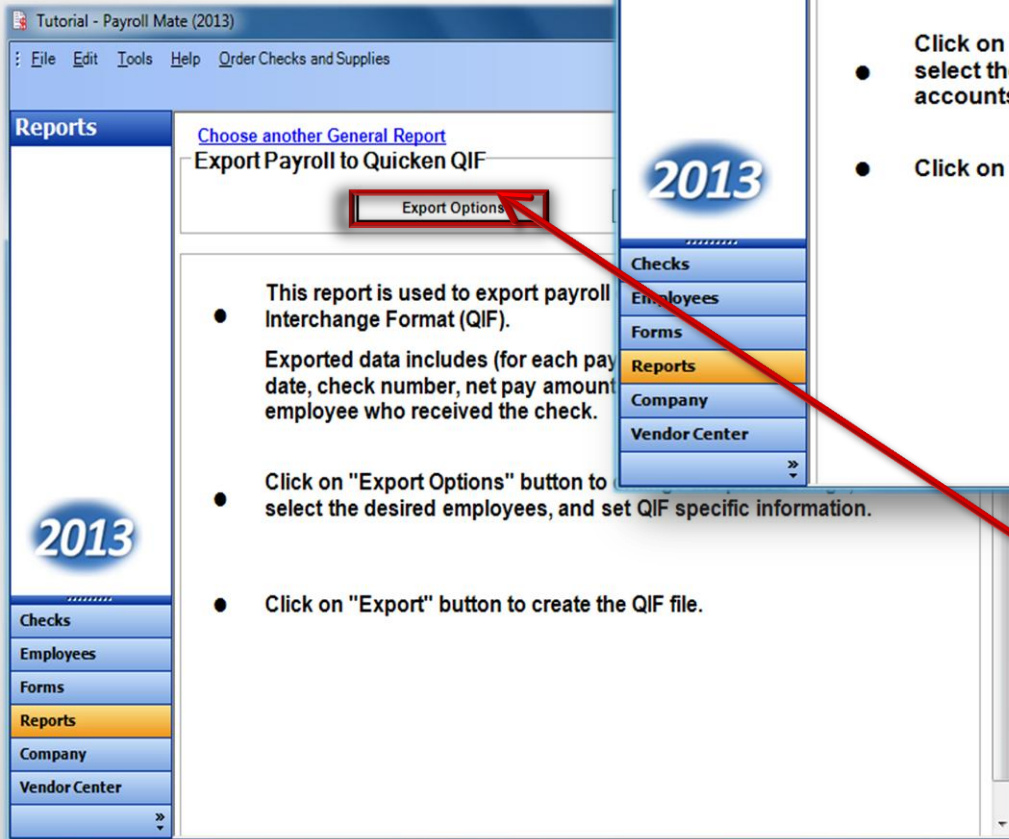 Tutorial - Payroll Mate (2013)
File Edit Tools Help Order Checks and Supplies
Reports
Choose another General Report
Export Payroll to Quicken QIF
Export Options
This report is used to export payroll
Interchange Format (QIF).
Exported data includes (for each pay
date, check number, net pay amount
employee who received the check.
Click on "Export Options" button to
select the desired employees, and set QIF specific information.
Click on "Export" button to create the QIF file.
2013
Checks
Employees
Forms
Reports
Company
Vendor Center
Click on
select the
accounts
Click on
2013
Checks
Employees
Forms
Reports
Company
Vendor Center